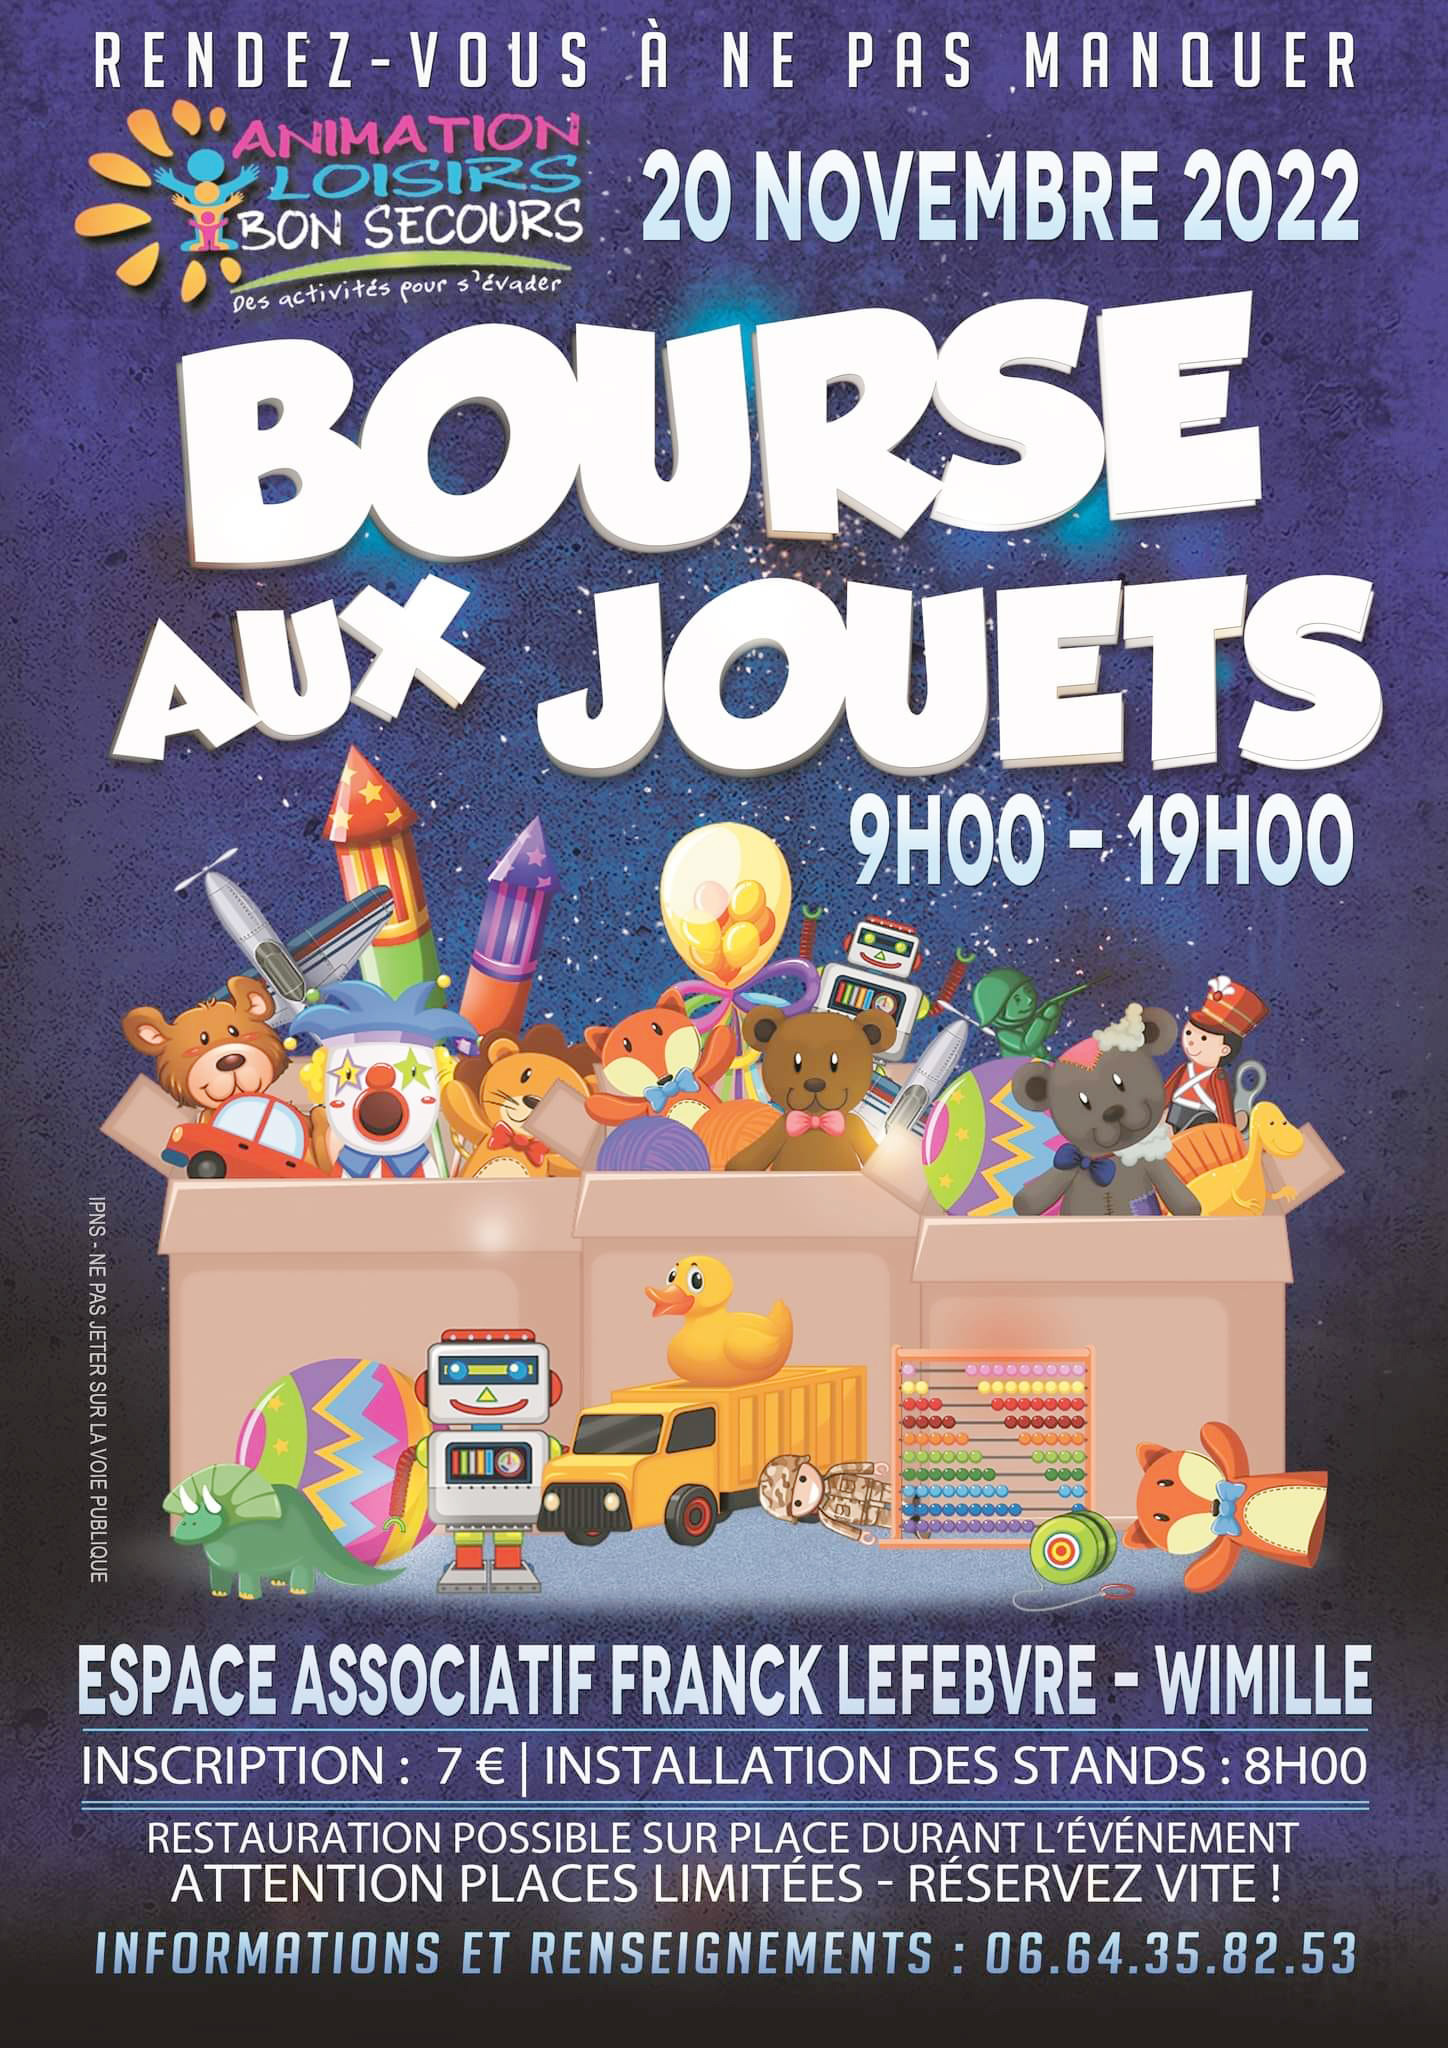 RENDEZ-VOUS À NE PAS MANQUER
ANIMATION
LOISIRS
BON SECOURS
Des activités pour s'évader
20 NOVEMBRE 2022
BOURSE
AUX JOUETS
9H00 - 19H00
IPNS - NE PAS JETER SUR LA VOIE PUBLIQUE
ESPACE ASSOCIATIF FRANCK LEFEBVRE - WIMILLE
INSCRIPTION : 7 € | INSTALLATION DES STANDS : 8H00
RESTAURATION POSSIBLE SUR PLACE DURANT L'ÉVÉNEMENT
ATTENTION PLACES LIMITÉES - RÉSERVEZ VITE !
INFORMATIONS ET RENSEIGNEMENTS : 06.64.35.82.53